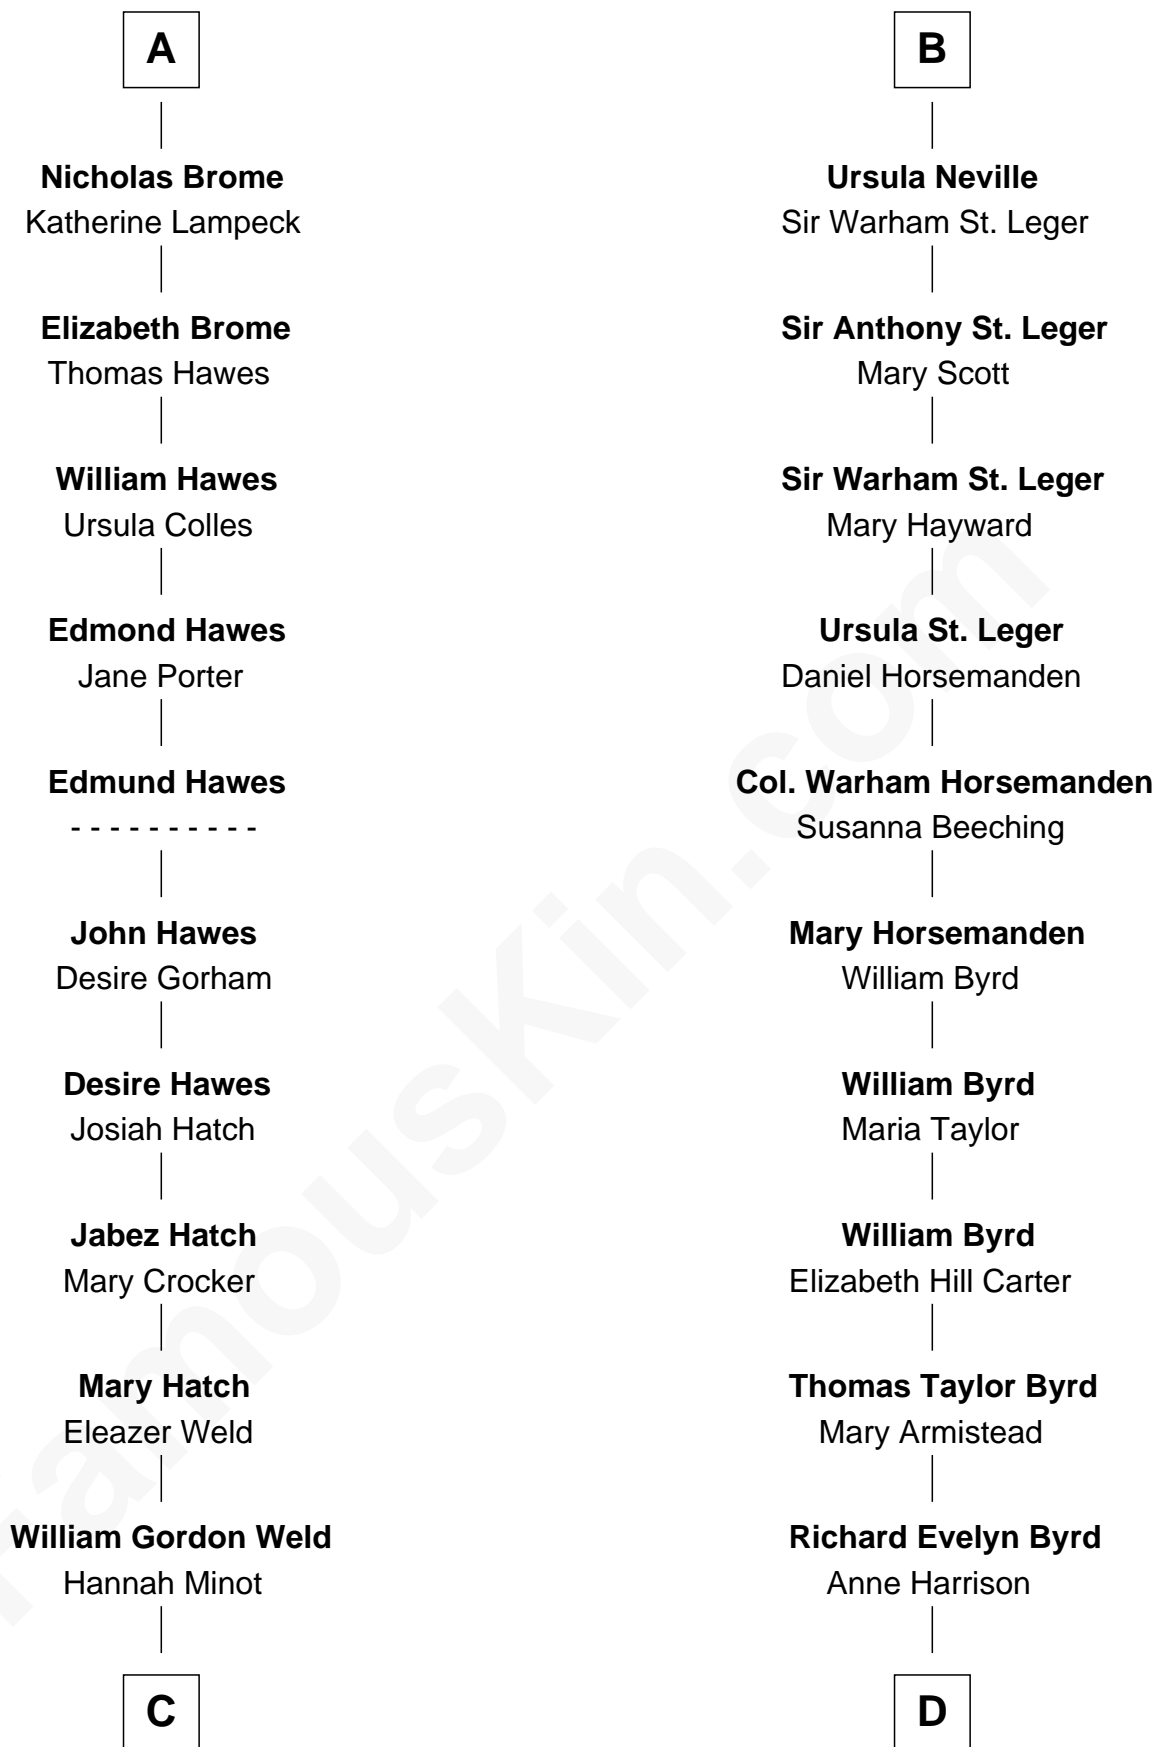 A
Nicholas Brome
Katherine Lampeck
Elizabeth Brome
Thomas Hawes
William Hawes
Ursula Colles
Edmond Hawes
Jane Porter
Edmund Hawes
- - - - - - - - - -
John Hawes
Desire Gorham
Desire Hawes
Josiah Hatch
Jabez Hatch
Mary Crocker
Mary Hatch
Eleazer Weld
William Gordon Weld
Hannah Minot
C
B
Ursula Neville
Sir Warham St. Leger
Sir Anthony St. Leger
Mary Scott
Sir Warham St. Leger
Mary Hayward
Ursula St. Leger
Daniel Horsemanden
Col. Warham Horsemanden
Susanna Beeching
Mary Horsemanden
William Byrd
William Byrd
Maria Taylor
William Byrd
Elizabeth Hill Carter
Thomas Taylor Byrd
Mary Armistead
Richard Evelyn Byrd
Anne Harrison
D
FamousKin.com